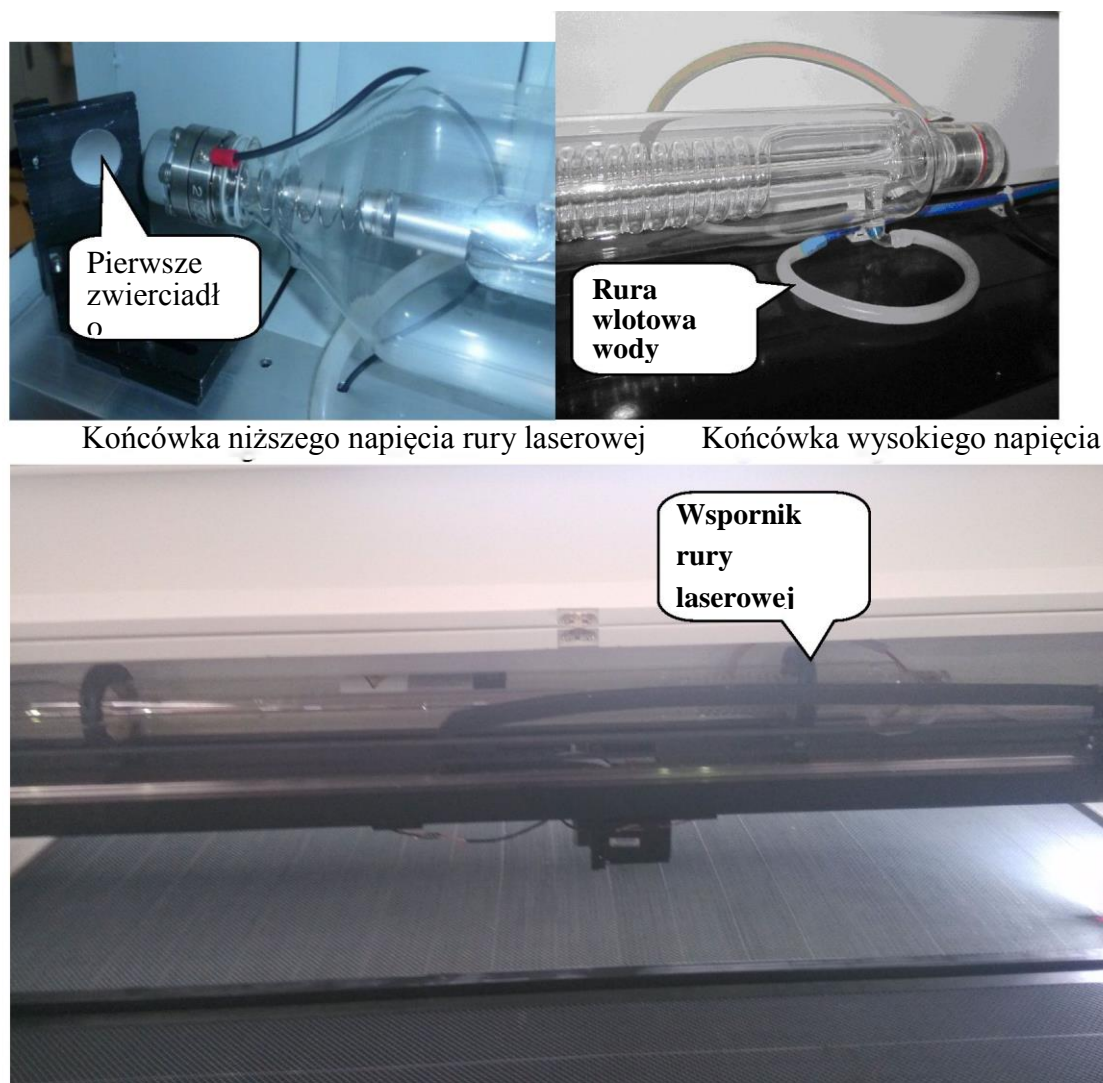 Pierwsze
zwierciadł
o
Rura
wlotowa
wody
Końcówka niższego napięcia rury laserowej Końcówka wysokiego napięcia
Wspornik
rury
laserowej